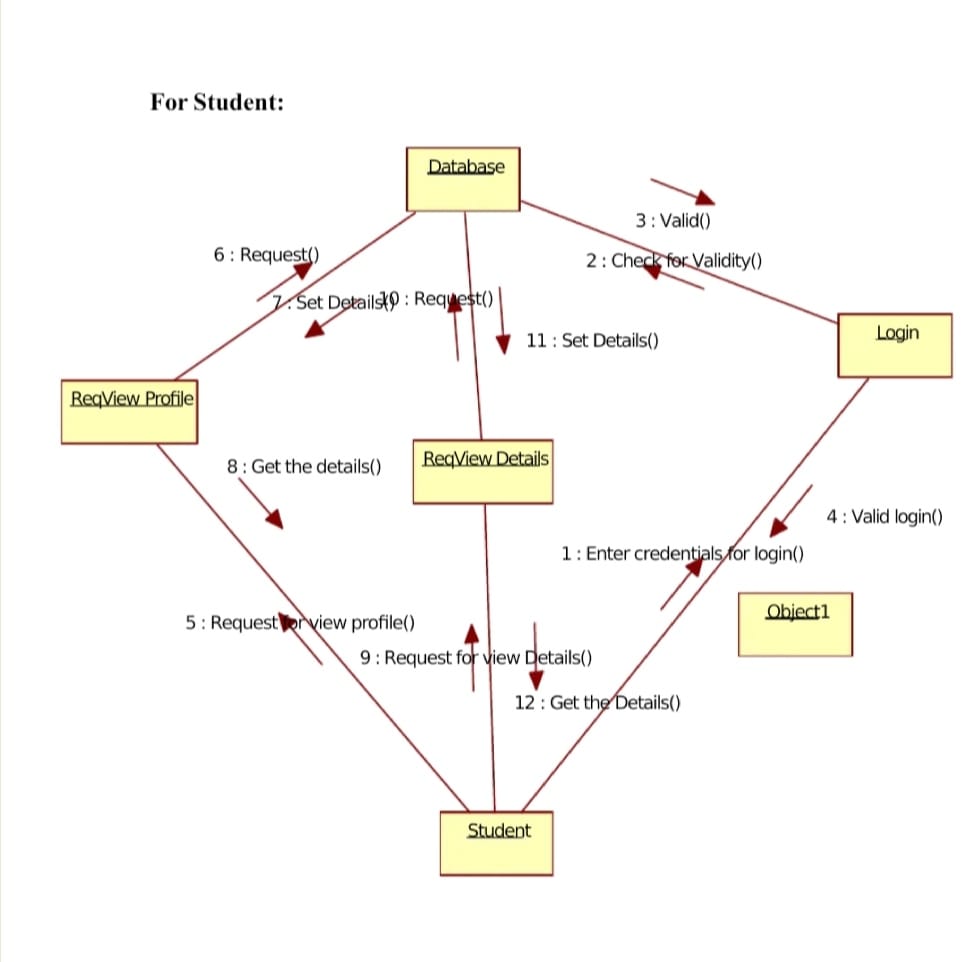 For Student:
Database
3 : Valid()
6 : Request()
2 : Check for Validity()
7 : Set Details()
10 : Request()
Login
11 : Set Details()
ReqView Profile
ReqView Details
8 : Get the details()
4 : Valid login()
1 : Enter credentials for login()
Object1
5 : Request for view profile()
9 : Request for view Details()
12 : Get the Details()
Student